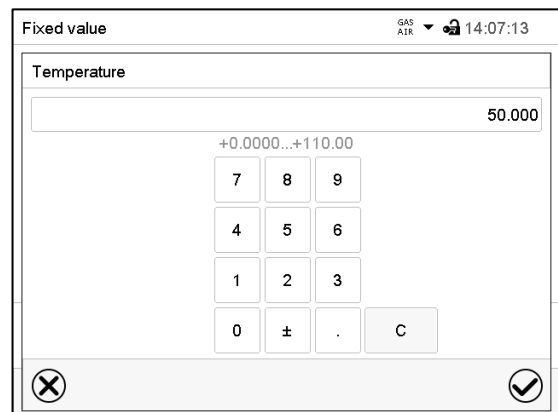 Fixed value
GAS
AIR
14:07:13
Temperature
50.000
+0.0000...+110.00
7 8 9
4 5 6
1 2 3
0 ± . C